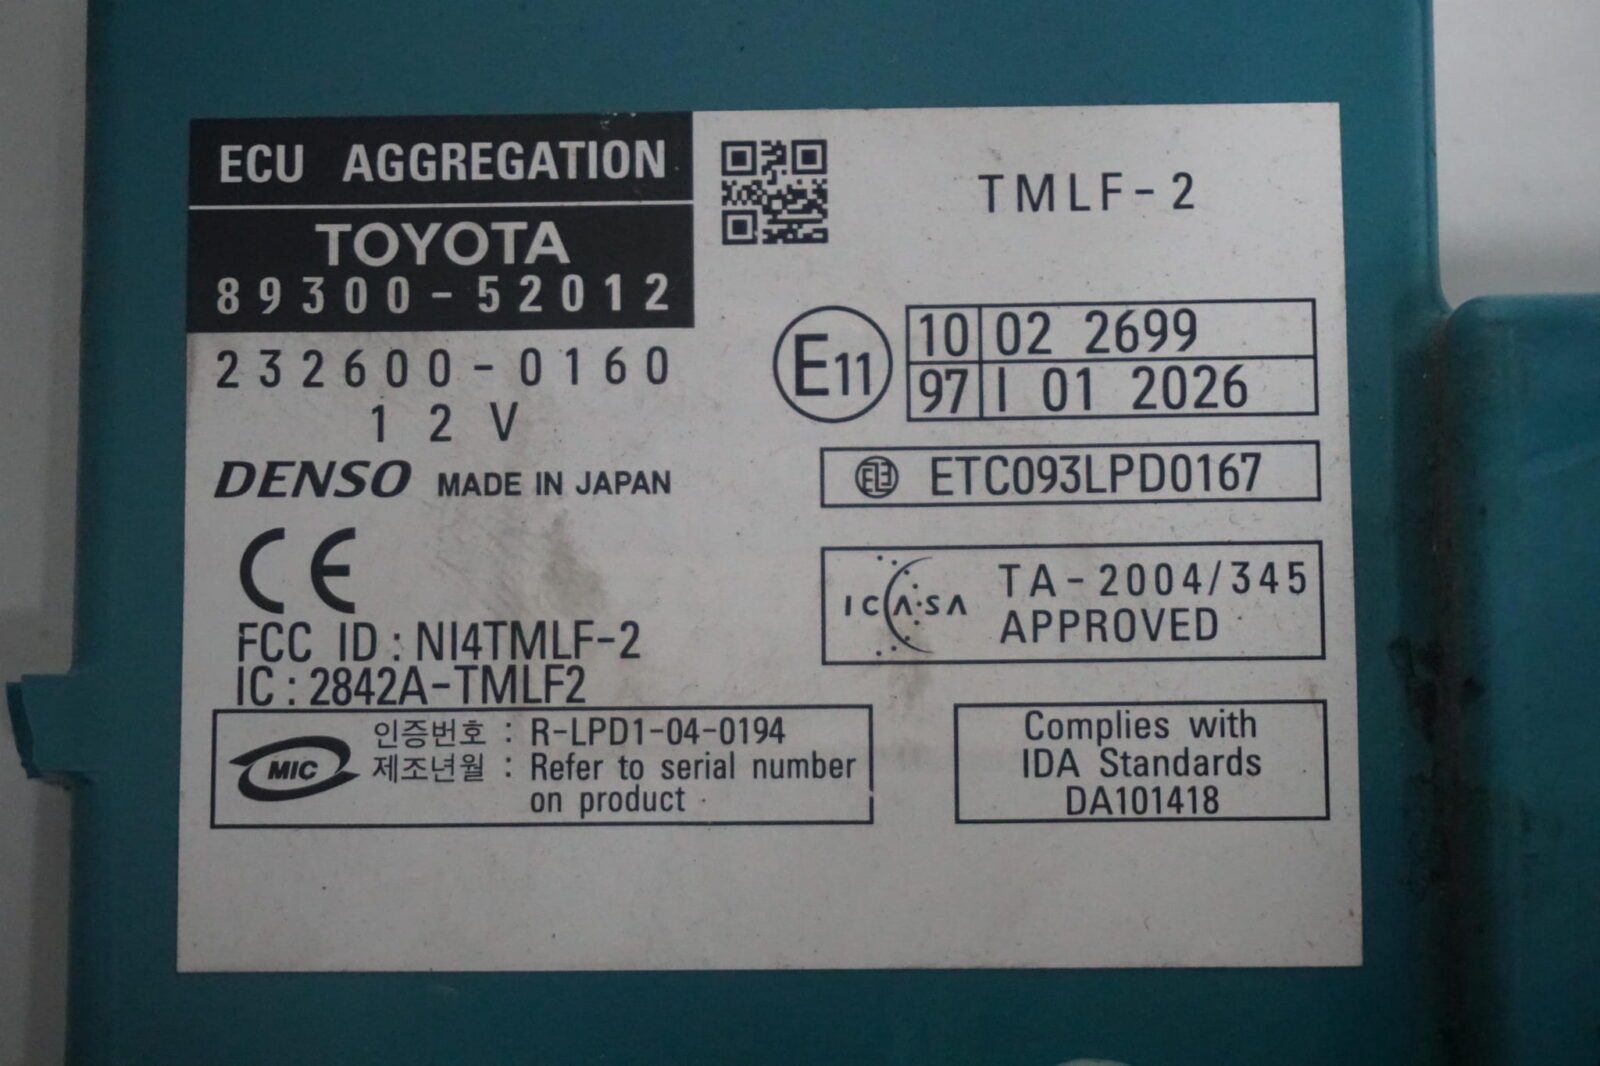 ECU AGGREGATION
TOYOTA
89300-52012
232600-0160
12V
DENSO MADE IN JAPAN
CE
FCC ID : NI4TMLF-2
IC : 2842A-TMLF2
MIC
인증번호 : R-LPD1-04-0194
제조년월 : Refer to serial number
on product
TMLF-2
E11
10 02 2699
97 I 01 2026
ETC093LPD0167
ICASA
TA-2004/345
APPROVED
Complies with
IDA Standards
DA101418